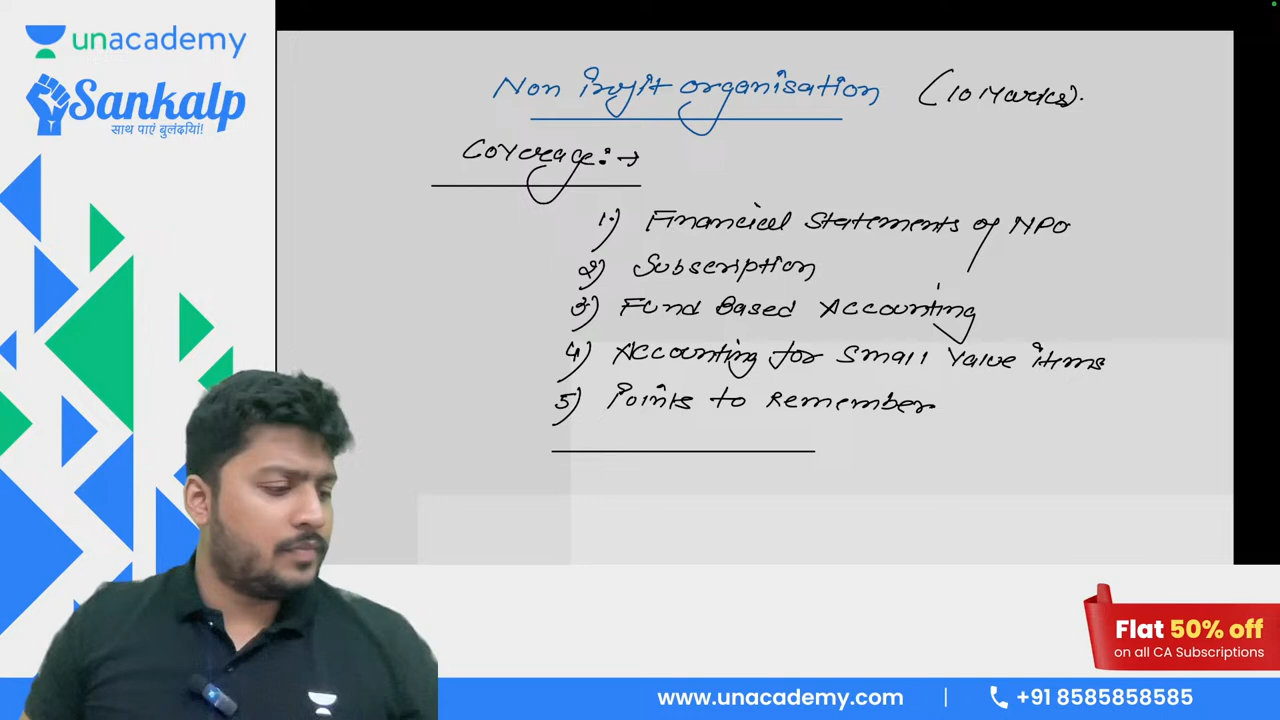 unacademy
Sankalp
साथ पाएं बुलंदियां!
Non Profit organisation (10 Marks).
Coverage:→
1.) Financial Statements of NPO
2) Subscription
3) Fund Based Accounting
4) Accounting for Small Value items
5) Points to Remember
Flat 50% off
on all CA Subscriptions
www.unacademy.com | +91 8585858585